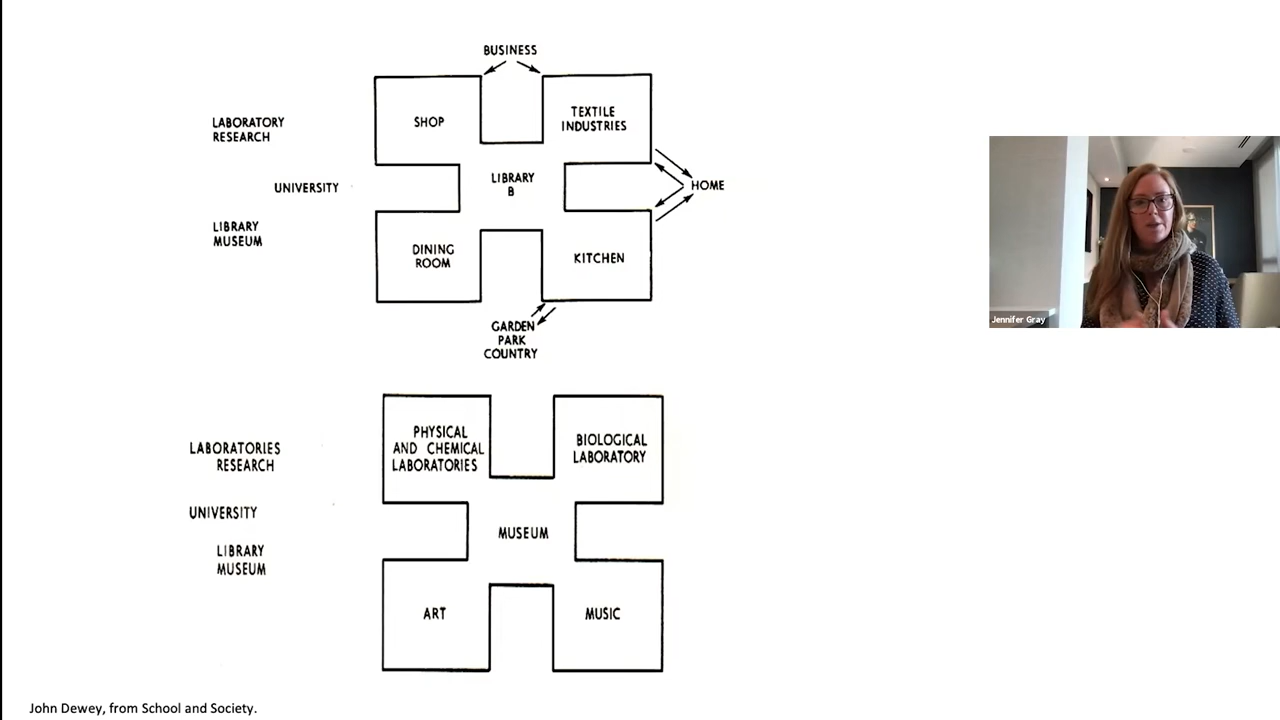 BUSINESS
SHOP
TEXTILE
INDUSTRIES
LABORATORY
RESEARCH
UNIVERSITY
LIBRARY
B
HOME
LIBRARY
MUSEUM
DINING
ROOM
KITCHEN
GARDEN
PARK
COUNTRY
PHYSICAL
AND CHEMICAL
LABORATORIES
BIOLOGICAL
LABORATORY
LABORATORIES
RESEARCH
UNIVERSITY
MUSEUM
LIBRARY
MUSEUM
ART
MUSIC
Jennifer Gray
John Dewey, from School and Society.